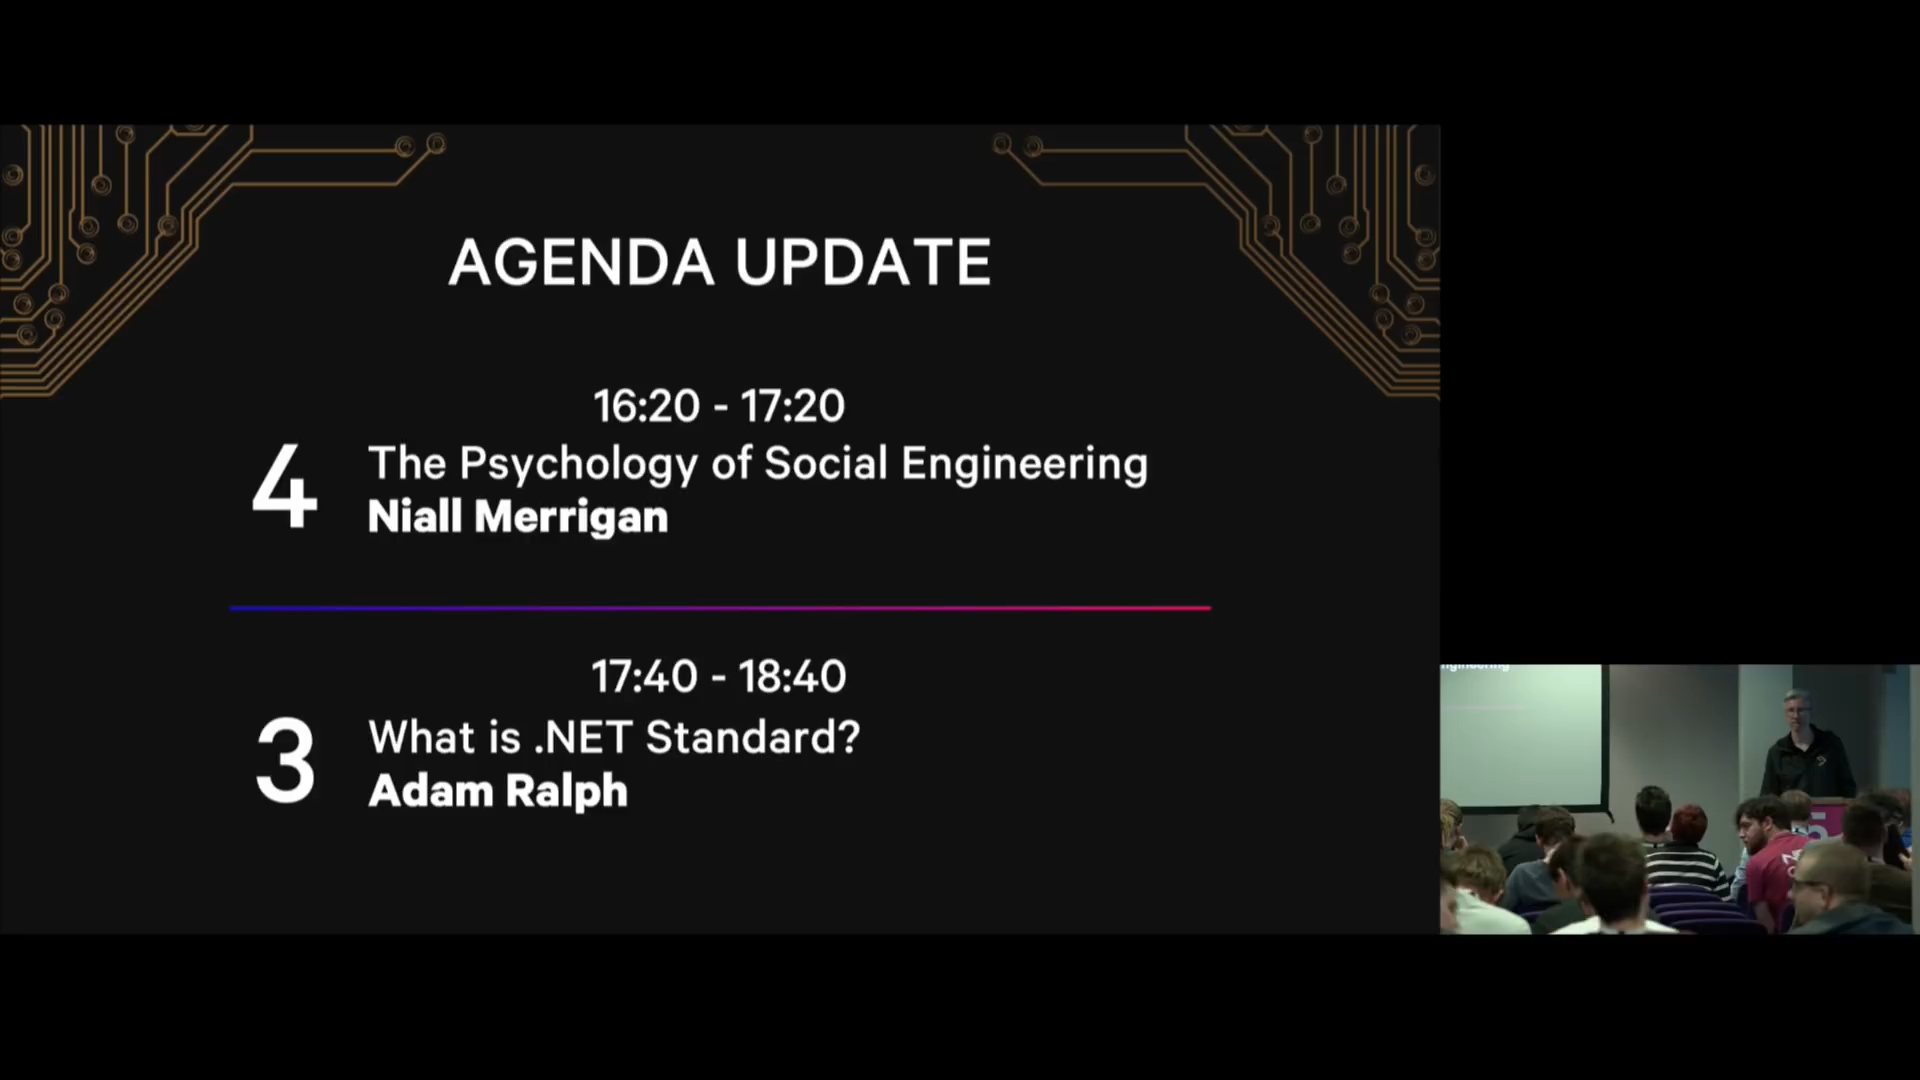 AGENDA UPDATE
16:20 - 17:20
4
The Psychology of Social Engineering
Niall Merrigan
17:40 - 18:40
3
What is .NET Standard?
Adam Ralph